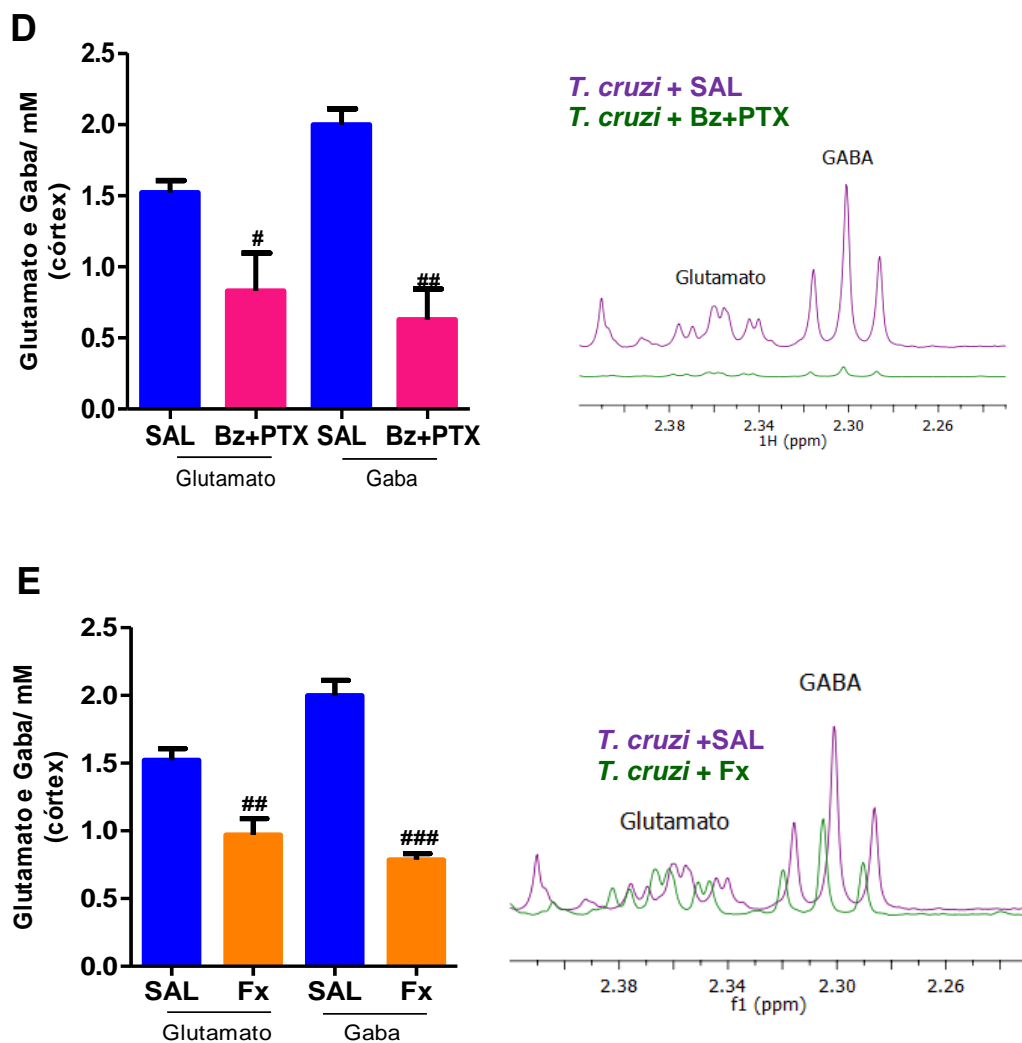 D
Glutamato e Gaba/ mM
(córtex)
2.5
2.0
1.5
1.0
0.5
0.0
#
##
SAL Bz+PTX SAL Bz+PTX
Glutamato Gaba
T. cruzi + SAL
T. cruzi + Bz+PTX
GABA
Glutamato
2.38 2.34 2.30 2.26
1H (ppm)
E
Glutamato e Gaba/ mM
(córtex)
2.5
2.0
1.5
1.0
0.5
0.0
##
###
SAL Fx SAL Fx
Glutamato Gaba
GABA
T. cruzi +SAL
T. cruzi + Fx
Glutamato
2.38 2.34 2.30 2.26
f1 (ppm)